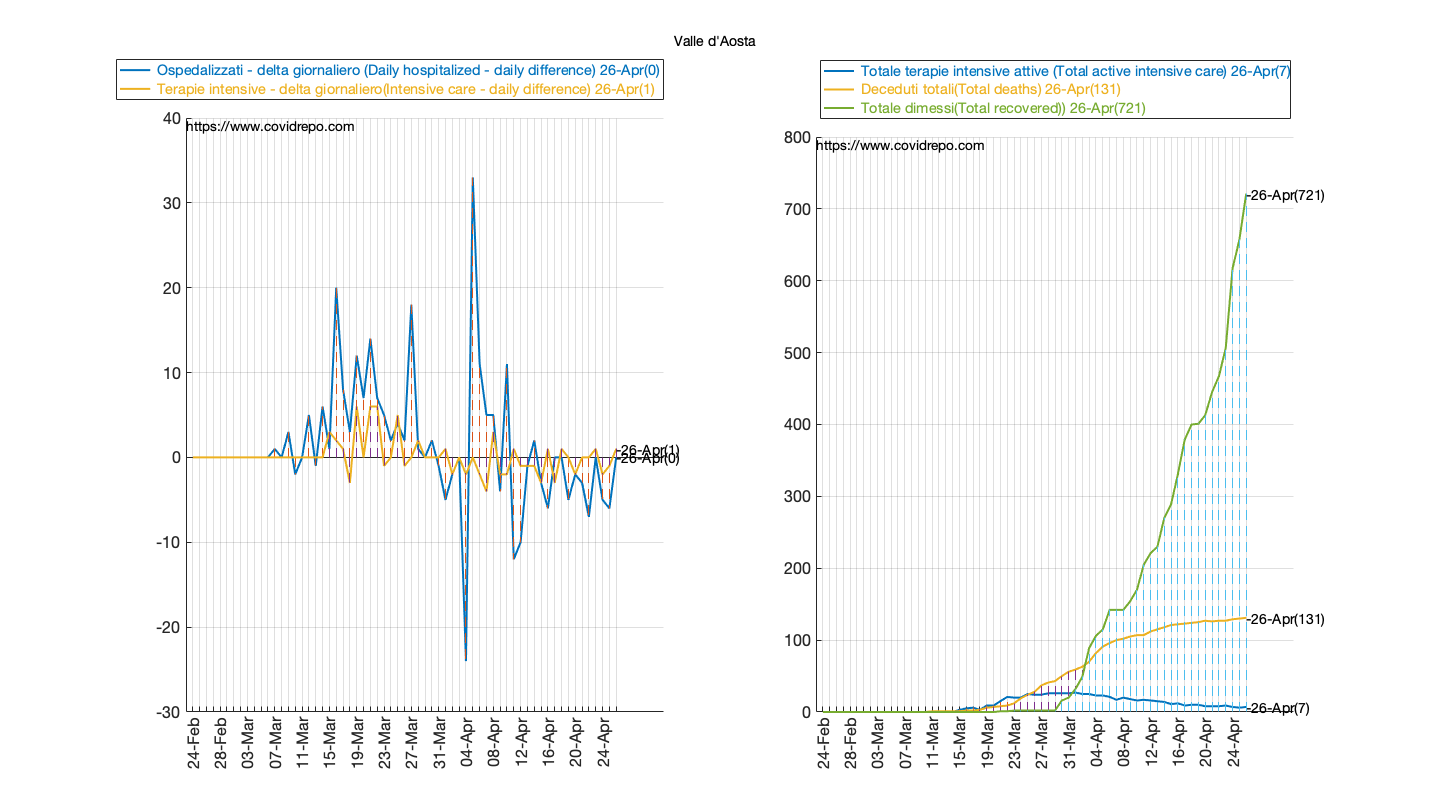 Valle d'Aosta
Ospedalizzati - delta giornaliero (Daily hospitalized - daily difference) 26-Apr(0)
Terapie intensive - delta giornaliero(Intensive care - daily difference) 26-Apr(1)
https://www.covidrepo.com
40
30
20
10
0
-10
-20
-30
-26-Apr(1)
-26-Apr(0)
24-Feb
28-Feb
03-Mar
07-Mar
11-Mar
15-Mar
19-Mar
23-Mar
27-Mar
31-Mar
04-Apr
08-Apr
12-Apr
16-Apr
20-Apr
24-Apr
Totale terapie intensive attive (Total active intensive care) 26-Apr(7)
Deceduti totali(Total deaths) 26-Apr(131)
Totale dimessi(Total recovered)) 26-Apr(721)
https://www.covidrepo.com
800
700
600
500
400
300
200
100
0
-26-Apr(721)
-26-Apr(131)
-26-Apr(7)
24-Feb
28-Feb
03-Mar
07-Mar
11-Mar
15-Mar
19-Mar
23-Mar
27-Mar
31-Mar
04-Apr
08-Apr
12-Apr
16-Apr
20-Apr
24-Apr